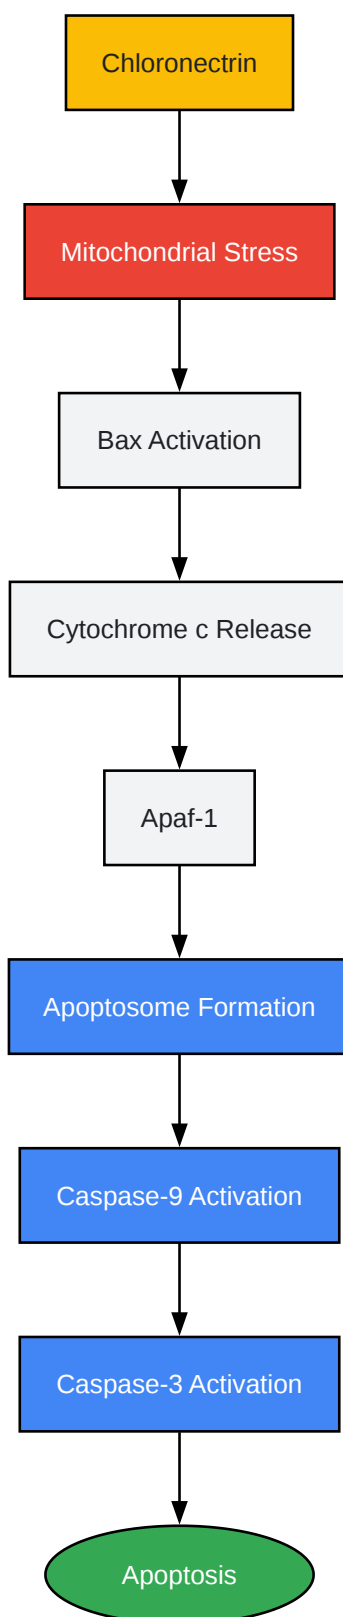 Chloronectrin
Mitochondrial Stress
Bax Activation
Cytochrome c Release
Apaf-1
Apoptosome Formation
Caspase-9 Activation
Caspase-3 Activation
Apoptosis